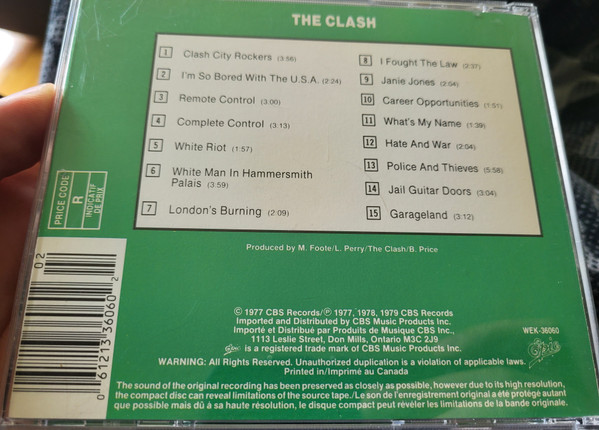 THE CLASH
1 Clash City Rockers (3:56)
2 I'm So Bored With The U.S.A. (2:24)
3 Remote Control (3:00)
4 Complete Control (3:13)
5 White Riot (1:57)
6 White Man In Hammersmith
Palais (3:59)
7 London's Burning (2:09)
8 I Fought The Law (2:37)
9 Janie Jones (2:04)
10 Career Opportunities (1:51)
11 What's My Name (1:39)
12 Hate And War (2:04)
13 Police And Thieves (5:58)
14 Jail Guitar Doors (3:04)
15 Garageland (3:12)
PRICE CODE
R
INDICATIF
DE PRIX
Produced by M. Foote/L. Perry/The Clash/B. Price
02
0 61213 36060 2
© 1977 CBS Records/℗ 1977, 1978, 1979 CBS Records
Imported and Distributed by CBS Music Products Inc.
Importé et Distribué par Produits de Musique CBS Inc.,
1113 Leslie Street, Don Mills, Ontario M3C 2J9
Epic is a registered trade mark of CBS Music Products Inc.
WEK-36060
Epic
WARNING: All Rights Reserved. Unauthorized duplication is a violation of applicable laws.
Printed in/Imprimé au Canada
The sound of the original recording has been preserved as closely as possible, however due to its high resolution,
the compact disc can reveal limitations of the source tape./Le son de l'enregistrement original a été protégé autant
que possible mais dû à sa haute résolution, le disque compact peut révéler les limitations de la bande originale.